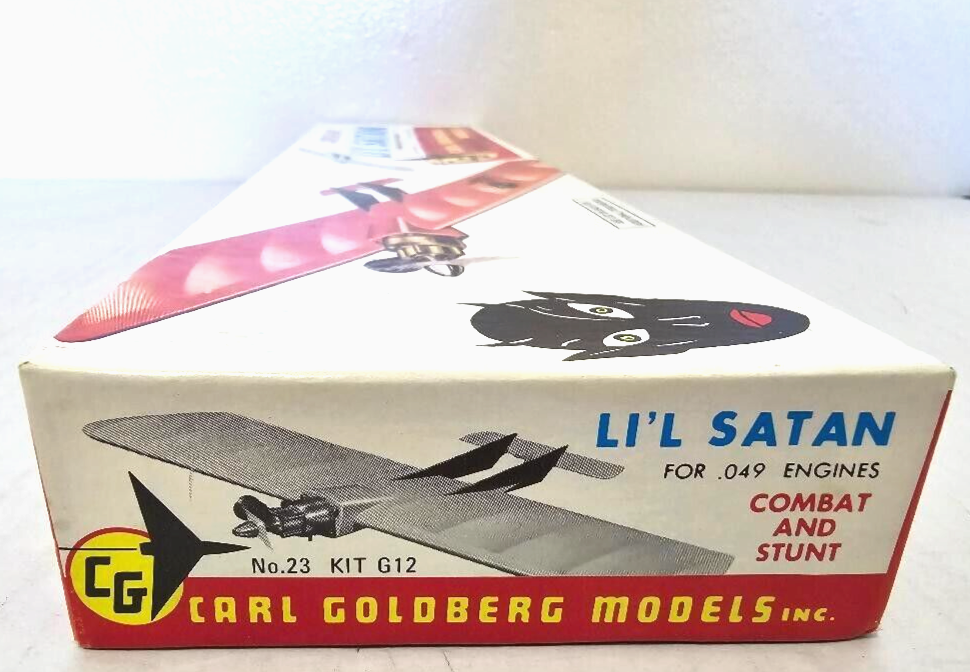 LI'L SATAN
FOR .049 ENGINES
COMBAT
AND
STUNT
No.23 KIT G12
CG
CARL GOLDBERG MODELS INC.